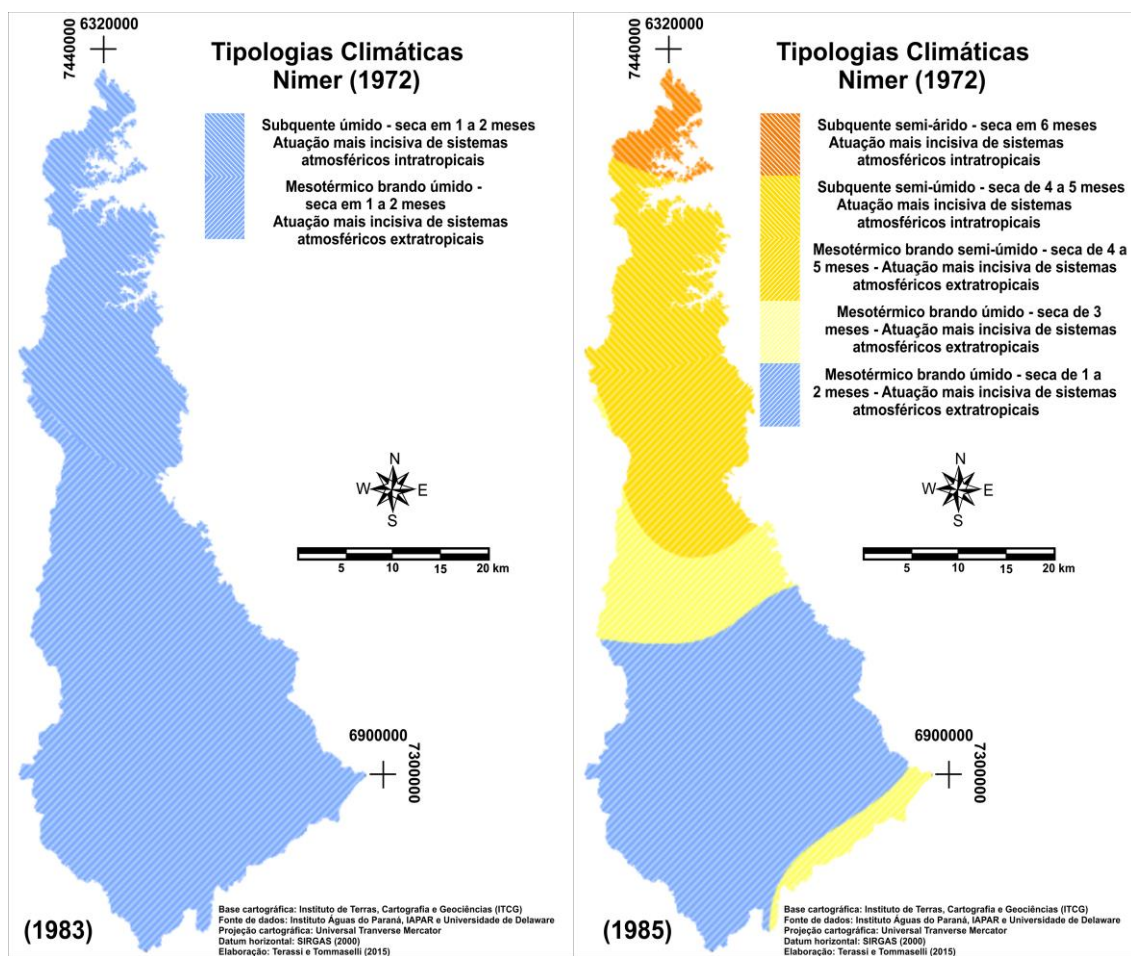 6320000
7440000
Tipologias Climáticas
Nimer (1972)
Subquente úmido - seca em 1 a 2 meses
Atuação mais incisiva de sistemas
atmosféricos intratropicais
Mesotérmico brando úmido -
seca em 1 a 2 meses
Atuação mais incisiva de sistemas
atmosféricos extratropicais
N
W E
S
5 10 15 20 km
6900000
7300000
(1983)
Base cartográfica: Instituto de Terras, Cartografia e Geociências (ITCG)
Fonte de dados: Instituto Águas do Paraná, IAPAR e Universidade de Delaware
Projeção cartográfica: Universal Tranverse Mercator
Datum horizontal: SIRGAS (2000)
Elaboração: Terassi e Tommaselli (2015)
6320000
7440000
Tipologias Climáticas
Nimer (1972)
Subquente semi-árido - seca em 6 meses
Atuação mais incisiva de sistemas
atmosféricos intratropicais
Subquente semi-úmido - seca de 4 a 5 meses
Atuação mais incisiva de sistemas
atmosféricos intratropicais
Mesotérmico brando semi-úmido - seca de 4 a
5 meses - Atuação mais incisiva de sistemas
atmosféricos extratropicais
Mesotérmico brando úmido - seca de 3
meses - Atuação mais incisiva de sistemas
atmosféricos extratropicais
Mesotérmico brando úmido - seca de 1 a
2 meses - Atuação mais incisiva de sistemas
atmosféricos extratropicais
N
W E
S
5 10 15 20 km
6900000
7300000
(1985)
Base cartográfica: Instituto de Terras, Cartografia e Geociências (ITCG)
Fonte de dados: Instituto Águas do Paraná, IAPAR e Universidade de Delaware
Projeção cartográfica: Universal Tranverse Mercator
Datum horizontal: SIRGAS (2000)
Elaboração: Terassi e Tommaselli (2015)